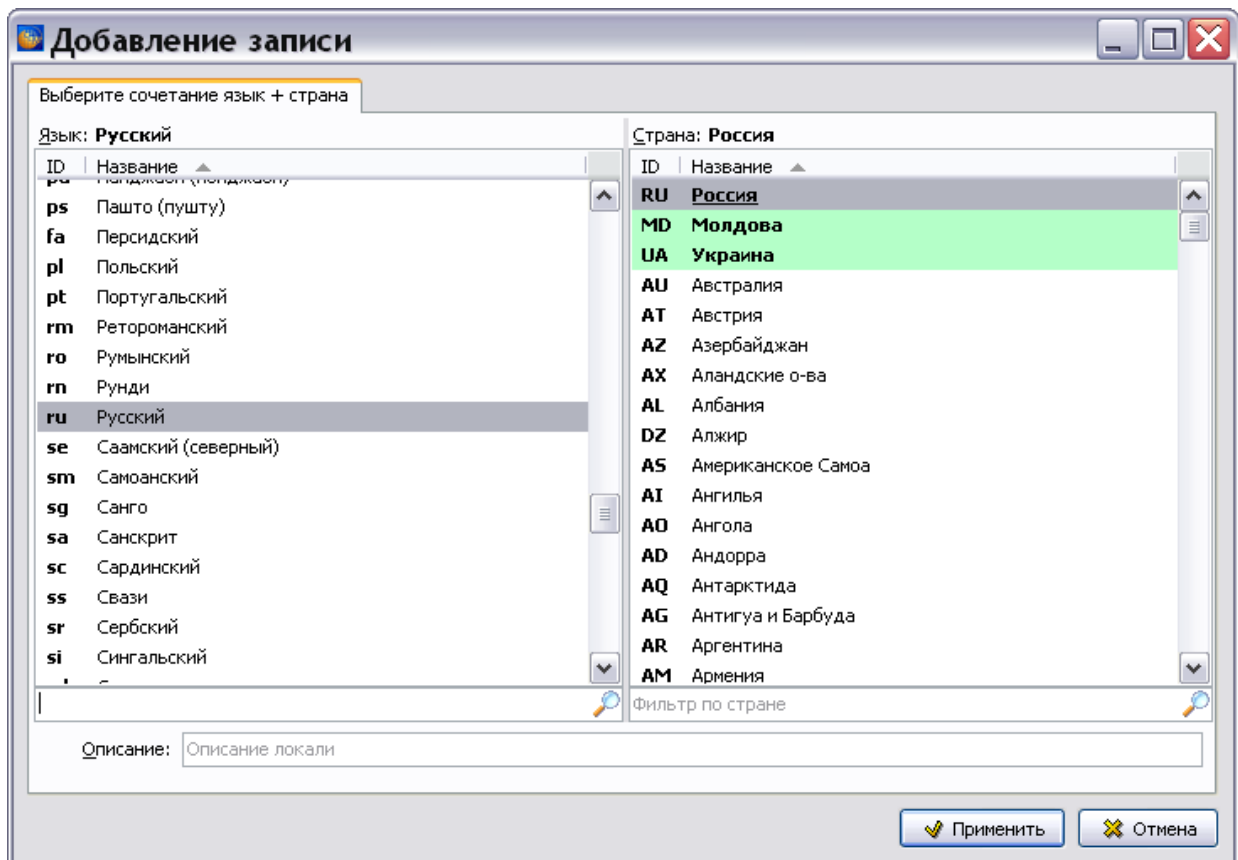 Добавление записи
Выберите сочетание язык + страна
Язык: Русский
ID Название
ps Пашто (пушту)
fa Персидский
pl Польский
pt Португальский
rm Ретороманский
ro Румынский
rn Рунди
ru Русский
se Саамский (северный)
sm Самоанский
sg Санго
sa Санскрит
sc Сардинский
ss Свази
sr Сербский
si Сингальский
Страна: Россия
ID Название
RU Россия
MD Молдова
UA Украина
AU Австралия
AT Австрия
AZ Азербайджан
AX Аландские о-ва
AL Албания
DZ Алжир
AS Американское Самоа
AI Ангилья
AO Ангола
AD Андорра
AQ Антарктида
AG Антигуа и Барбуда
AR Аргентина
AM Армения
Фильтр по стране
Описание: Описание локали
Применить
Отмена